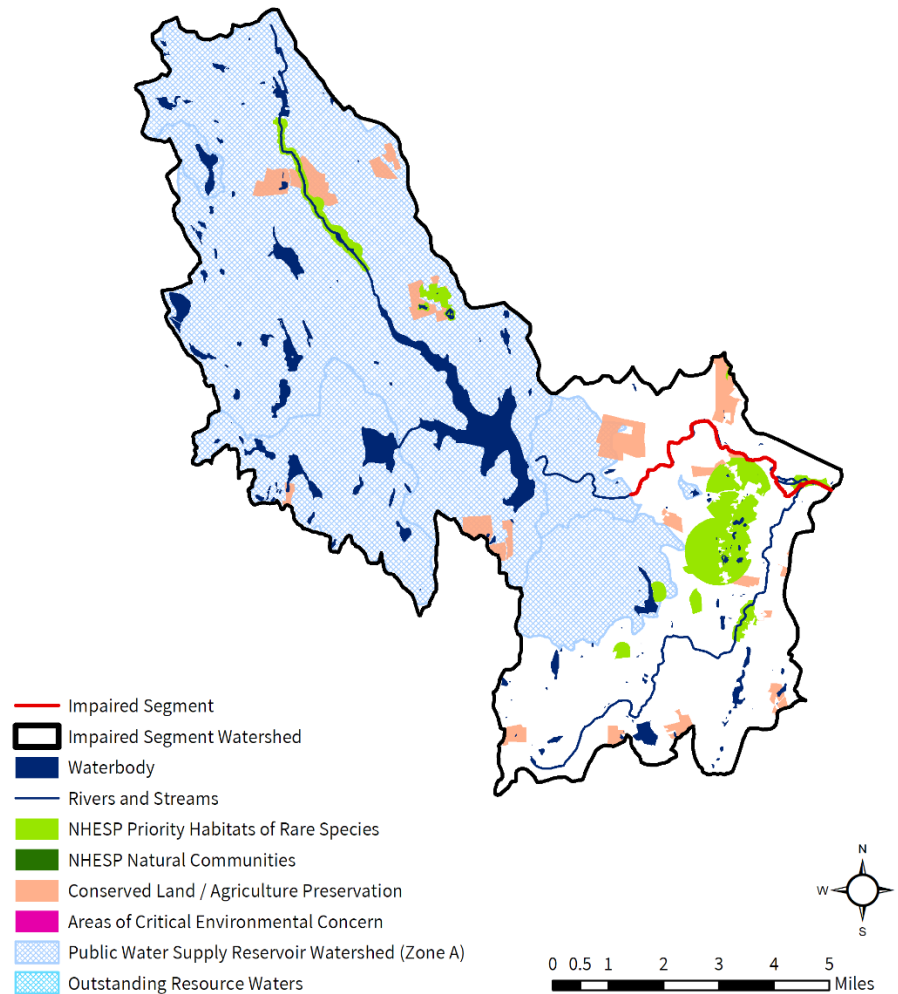 Impaired Segment
Impaired Segment Watershed
Waterbody
Rivers and Streams
NHESP Priority Habitats of Rare Species
NHESP Natural Communities
Conserved Land / Agriculture Preservation
Areas of Critical Environmental Concern
Public Water Supply Reservoir Watershed (Zone A)
Outstanding Resource Waters
N
W E
S
0 0.5 1 2 3 4 5
Miles